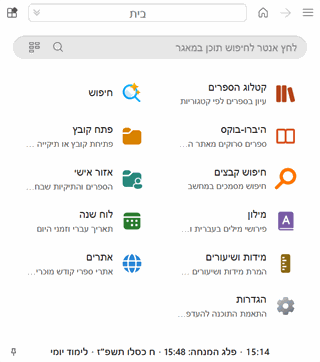 בית
לחץ אנטר לחיפוש תוכן במאגר
קטלוג הספרים
עיון בספרים לפי קטגוריות
חיפוש
היברו-בוקס
ספרים סרוקים מאתר ה...
פתח קובץ
פתיחת קובץ או תיקייה ...
חיפוש קבצים
חיפוש מסמכים במחשב
אזור אישי
הספרים והתיקיות שבח...
מילון
פירושי מילים בעברית ו...
לוח שנה
תאריך עברי וזמני היום
מידות ושיעורים
המרת מידות ושיעורים ...
אתרים
אתרי ספרי קודש מוכרי...
הגדרות
התאמת התוכנה להעדפ...
15:14 · פלג המנחה: 15:48 · ח כסלו תשפ"ז · לימוד יומי